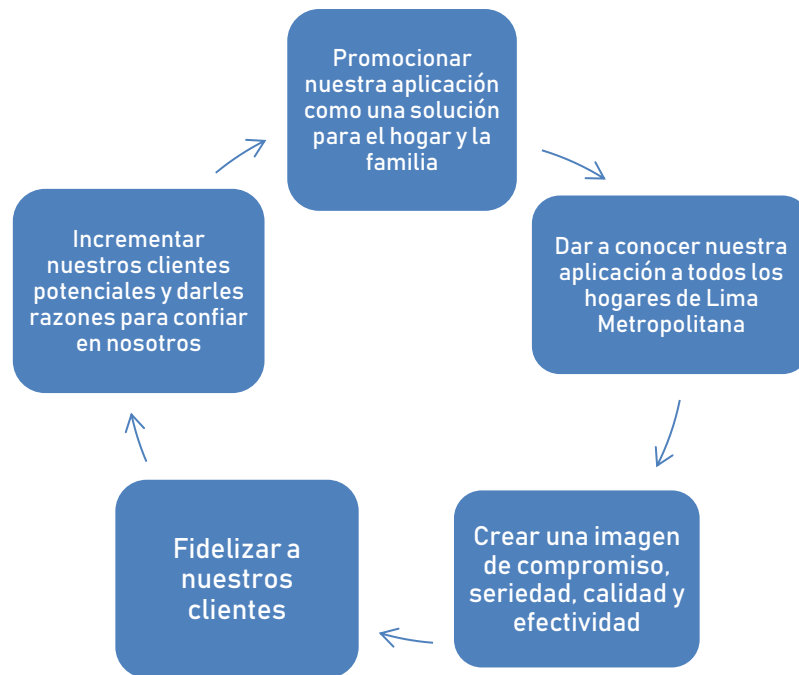 Promocionar
nuestra aplicación
como una solución
para el hogar y la
familia
Dar a conocer nuestra
aplicación a todos los
hogares de Lima
Metropolitana
Crear una imagen
de compromiso,
seriedad, calidad y
efectividad
Fidelizar a
nuestros
clientes
Incrementar
nuestros clientes
potenciales y darles
razones para confiar
en nosotros